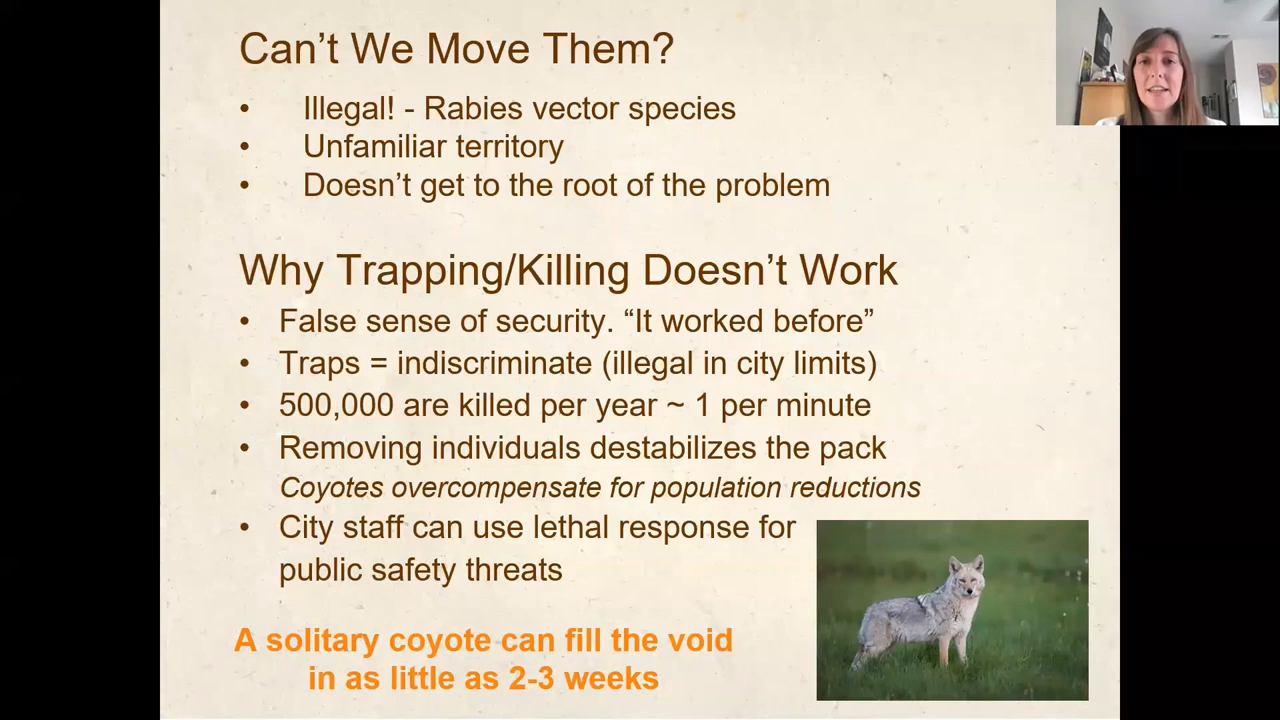 Can’t We Move Them?
• Illegal! - Rabies vector species
• Unfamiliar territory
• Doesn’t get to the root of the problem
Why Trapping/Killing Doesn’t Work
• False sense of security. “It worked before”
• Traps = indiscriminate (illegal in city limits)
• 500,000 are killed per year ~ 1 per minute
• Removing individuals destabilizes the pack
Coyotes overcompensate for population reductions
• City staff can use lethal response for
public safety threats
A solitary coyote can fill the void
in as little as 2-3 weeks